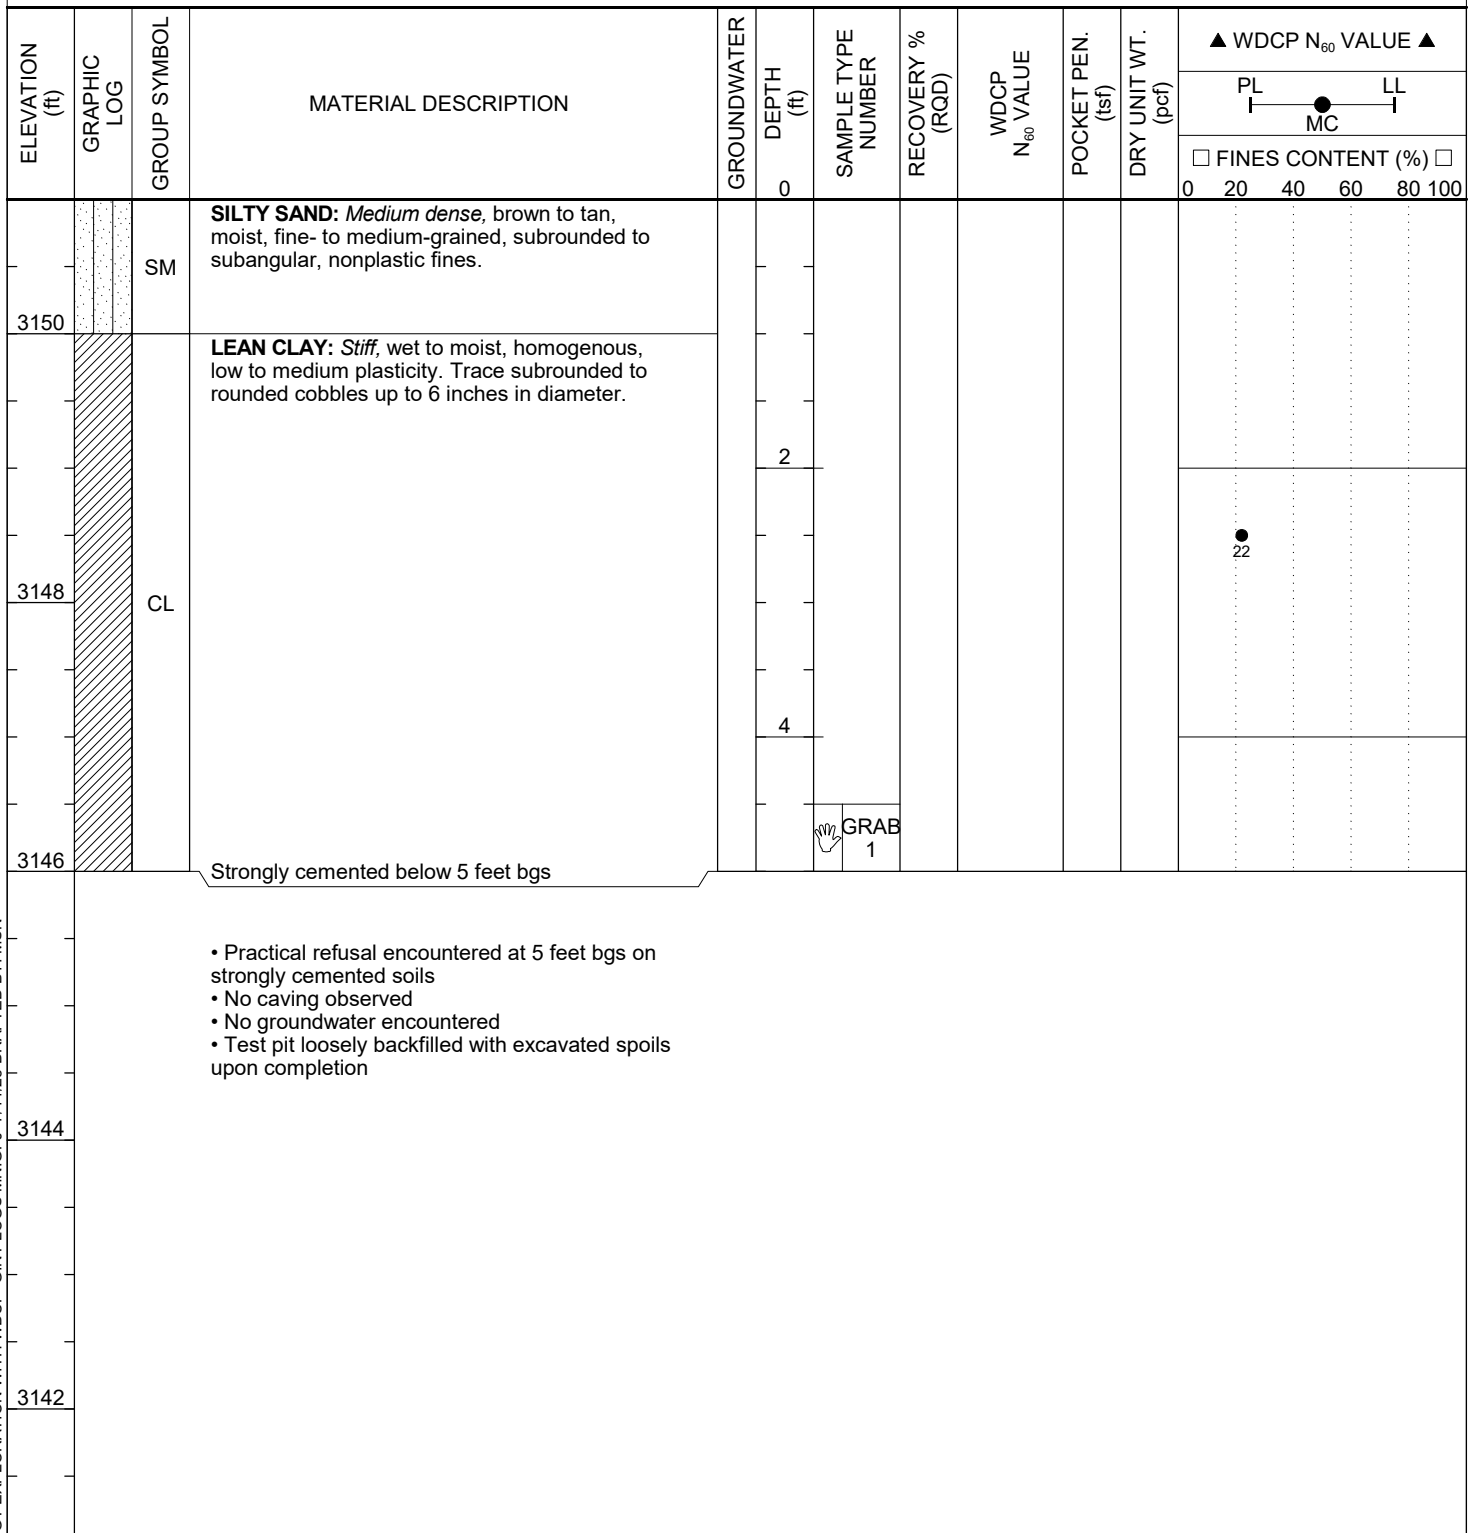 ELEVATION
(ft)
GRAPHIC
LOG
GROUP SYMBOL
MATERIAL DESCRIPTION
GROUNDWATER
DEPTH
(ft)
0
SAMPLE TYPE
NUMBER
RECOVERY %
(RQD)
WDCP
N60 VALUE
POCKET PEN.
(tsf)
DRY UNIT WT.
(pcf)
▲ WDCP N60 VALUE ▲
PL LL
MC
□ FINES CONTENT (%) □
0 20 40 60 80 100
SILTY SAND: Medium dense, brown to tan,
moist, fine- to medium-grained, subrounded to
subangular, nonplastic fines.
SM
3150
LEAN CLAY: Stiff, wet to moist, homogenous,
low to medium plasticity. Trace subrounded to
rounded cobbles up to 6 inches in diameter.
2
22
3148
CL
4
GRAB
1
3146
Strongly cemented below 5 feet bgs
• Practical refusal encountered at 5 feet bgs on
strongly cemented soils
• No caving observed
• No groundwater encountered
• Test pit loosely backfilled with excavated spoils
upon completion
3144
3142